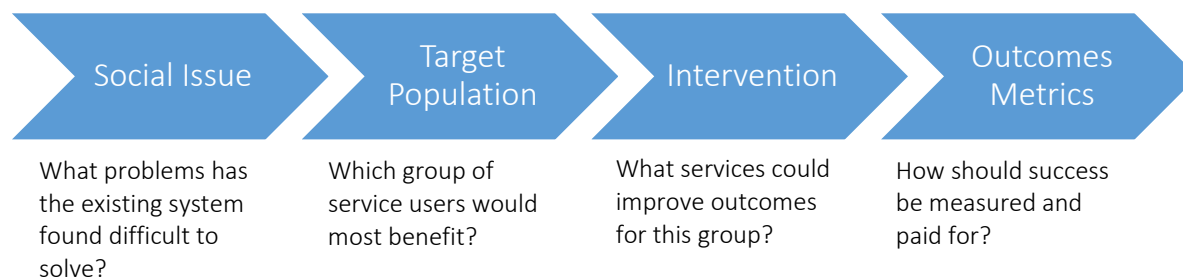 Social Issue
Target
Population
Intervention
Outcomes
Metrics
What problems has
the existing system
found difficult to
solve?
Which group of
service users would
most benefit?
What services could
improve outcomes
for this group?
How should success
be measured and
paid for?